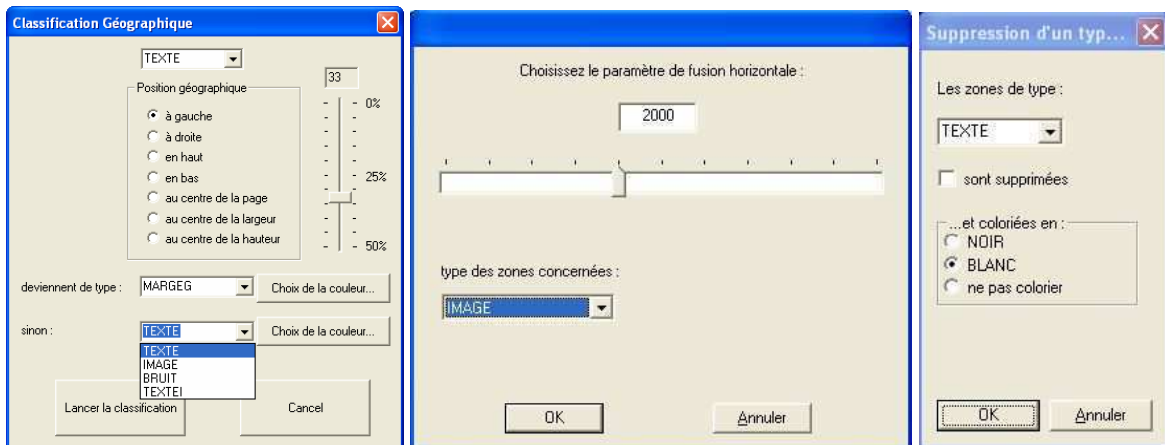 Classification Géographique
TEXTE
33
Position géographique
0%
à gauche
à droite
en haut
en bas
25%
au centre de la page
au centre de la largeur
au centre de la hauteur
50%
deviennent de type :
MARGEG
Choix de la couleur...
sinon :
TEXTE
Choix de la couleur...
TEXTE
IMAGE
BRUIT
TEXTEI
Lancer la classification
Cancel
Choisissez le paramètre de fusion horizontale :
2000
type des zones concernées :
IMAGE
OK
Annuler
Suppression d'un typ...
Les zones de type :
TEXTE
sont supprimées
...et coloriées en :
NOIR
BLANC
ne pas colorier
OK
Annuler